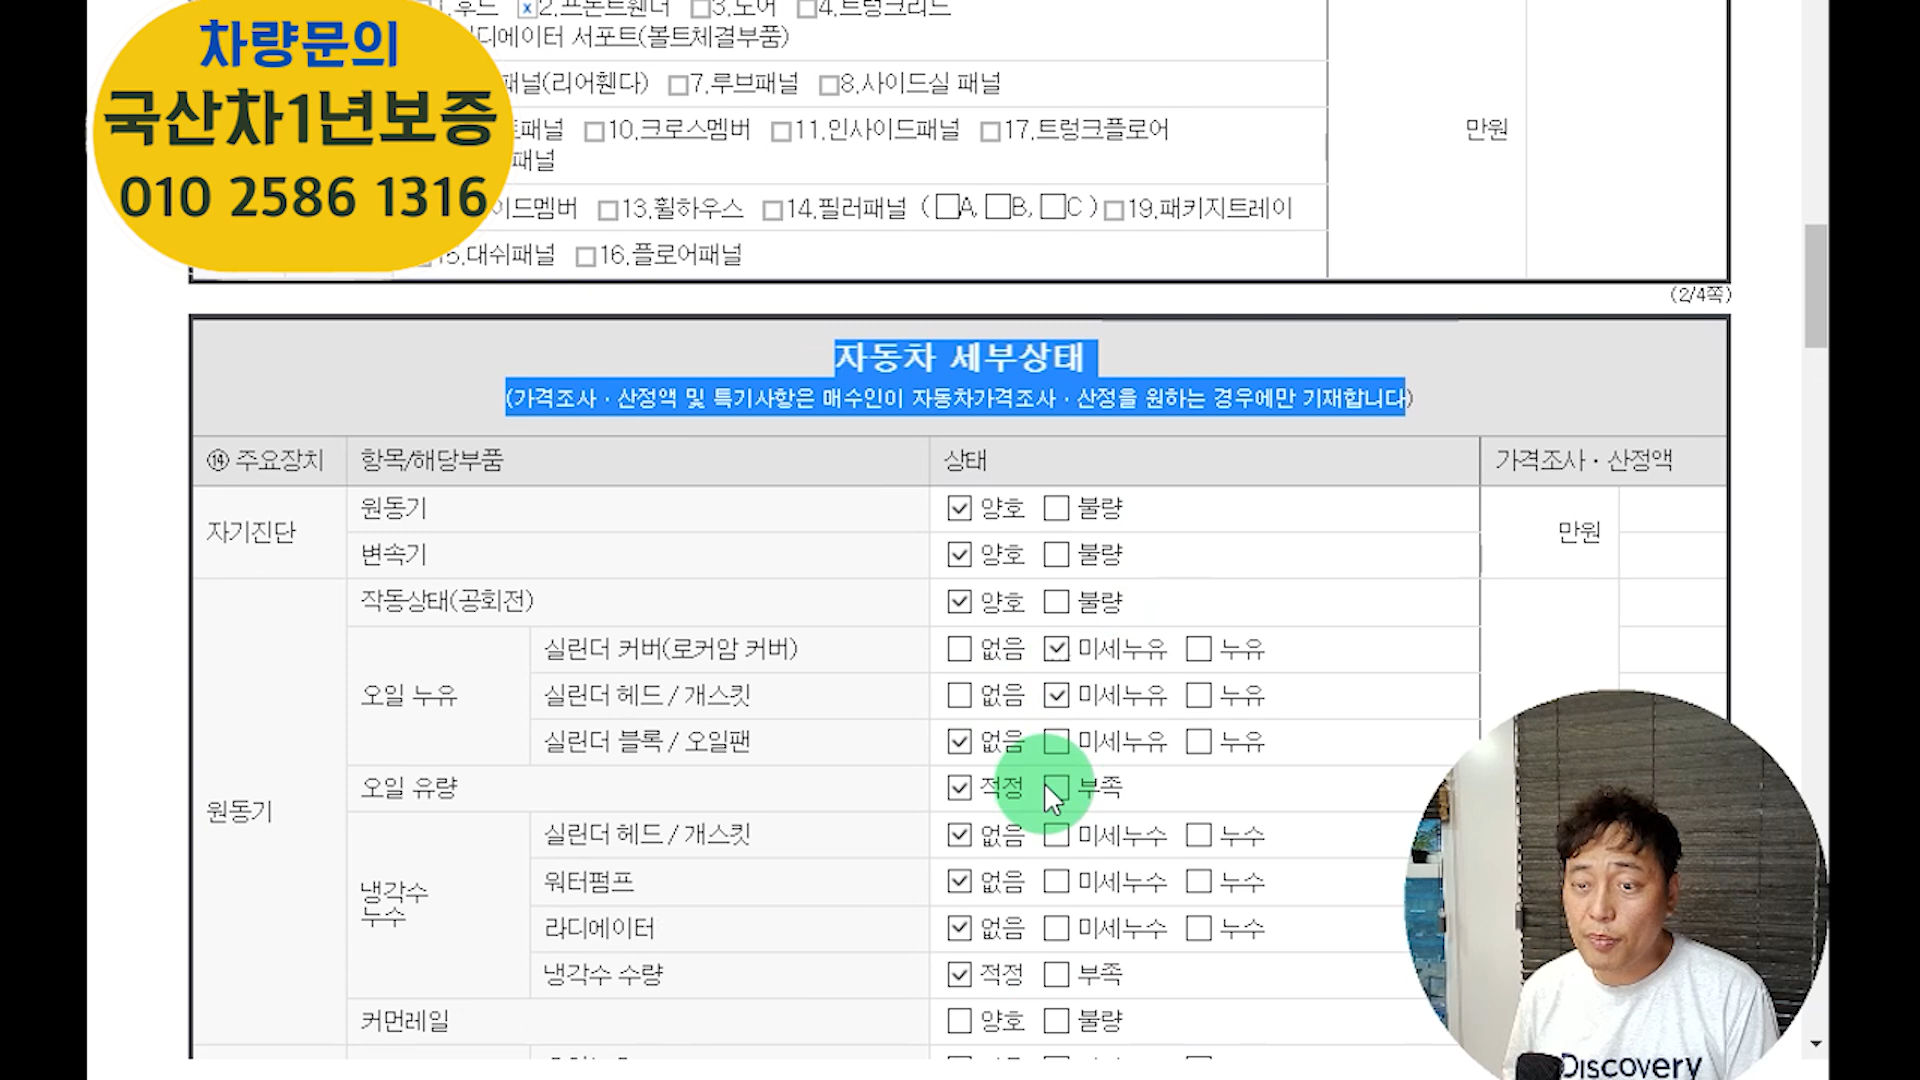 차량문의
국산차1년보증
010 2586 1316
1.후드 2.프론트휀더 3.도어 4.트렁크리드
디에이터 서포트(볼트체결부품)
패널(리어휀다) 7.루브패널 8.사이드실 패널
트패널 10.크로스멤버 11.인사이드패널 17.트렁크플로어
패널
이드멤버 13.휠하우스 14.필러패널 ( A, B, C ) 19.패키지트레이
15.대쉬패널 16.플로어패널
만원
(2/4쪽)
자동차 세부상태
(가격조사·산정액 및 특기사항은 매수인이 자동차가격조사·산정을 원하는 경우에만 기재합니다)
⑭ 주요장치 항목/해당부품 상태 가격조사·산정액
자기진단 원동기 양호 불량 만원
변속기 양호 불량
원동기 작동상태(공회전) 양호 불량
오일 누유 실린더 커버(로커암 커버) 없음 미세누유 누유
실린더 헤드 / 개스킷 없음 미세누유 누유
실린더 블록 / 오일팬 없음 미세누유 누유
오일 유량 적정 부족
냉각수 누수 실린더 헤드 / 개스킷 없음 미세누수 누수
워터펌프 없음 미세누수 누수
라디에이터 없음 미세누수 누수
냉각수 수량 적정 부족
커먼레일 양호 불량
Discovery